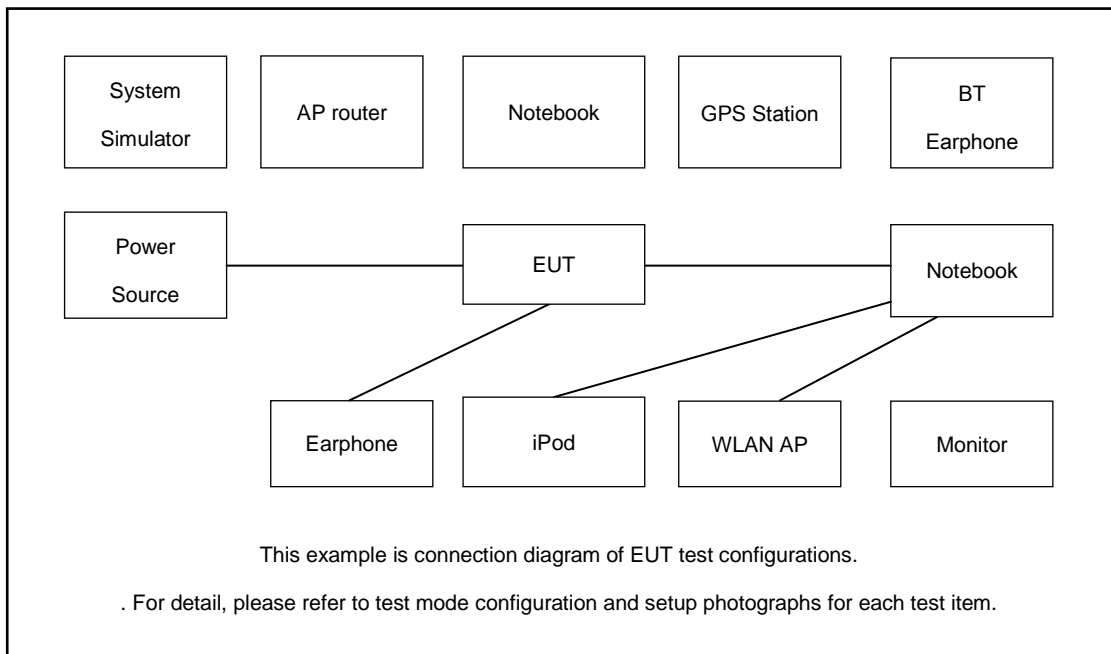 System
Simulator
AP router
Notebook
GPS Station
BT
Earphone
Power
Source
EUT
Notebook
Earphone
iPod
WLAN AP
Monitor
This example is connection diagram of EUT test configurations.
. For detail, please refer to test mode configuration and setup photographs for each test item.